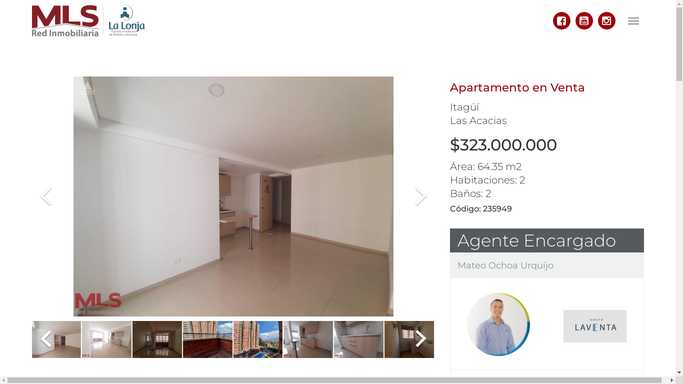 MLS
Red Inmobiliaria
La Lonja
Apartamento en Venta
Itagüí
Las Acacias
$323.000.000
Área: 64.35 m2
Habitaciones: 2
Baños: 2
Código: 235949
MLS
Agente Encargado
Mateo Ochoa Urquijo
LAVENTA